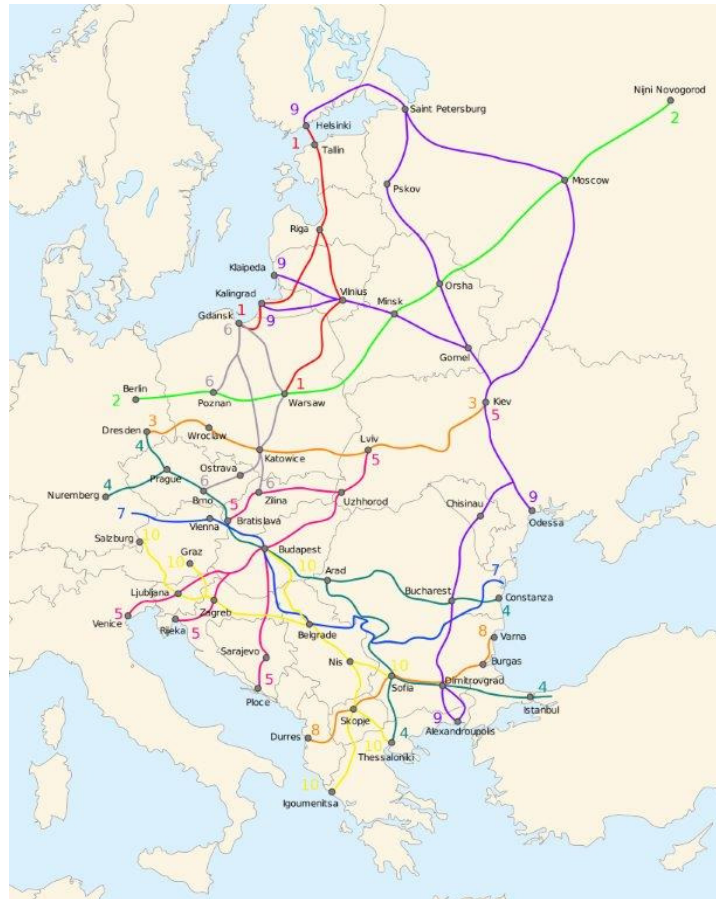 Nijni Novogorod
2
9
Saint Petersburg
Helsinki
1
Tallin
Moscow
Pskov
Riga
Klaipeda
9
Orsha
Kalingrad
Vilnius
Minsk
1
9
Gdansk
6
Gomel
Berlin
6
1
2
Poznan
Warsaw
3
Kiev
5
Dresden
3
Wroclaw
Lviv
4
Katowice
5
Ostrava
Prague
4
6
6
Nuremberg
Brno
Zilina
Uzhhorod
5
Chisinau
9
7
Odessa
Vienna
Bratislava
Salzburg
10
Graz
Budapest
10
10
Arad
7
Ljubljana
Bucharest
Constanza
4
Zagreb
5
Venice
Rijeka
5
Belgrade
8
Varna
Sarajevo
Nis
10
Burgas
5
Sofia
Dimitrovgrad
Ploce
4
Istanbul
Skopje
9
Durres
8
4
Alexandroupolis
10
Thessaloniki
10
Igoumenitsa